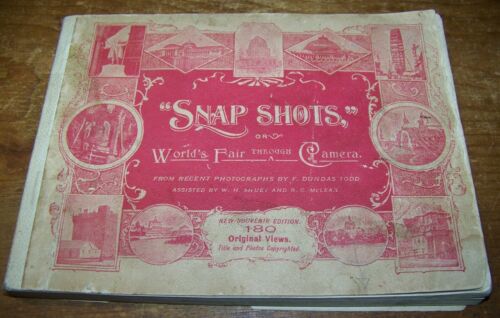 "SNAP SHOTS,"
OR
World's Fair THROUGH A Camera.
FROM RECENT PHOTOGRAPHS BY F. DUNDAS TODD
ASSISTED BY W. H. McVEY AND R. C. McLEAN
NEW SOUVENIR EDITION.
180
Original Views.
Title and Photos Copyrighted.